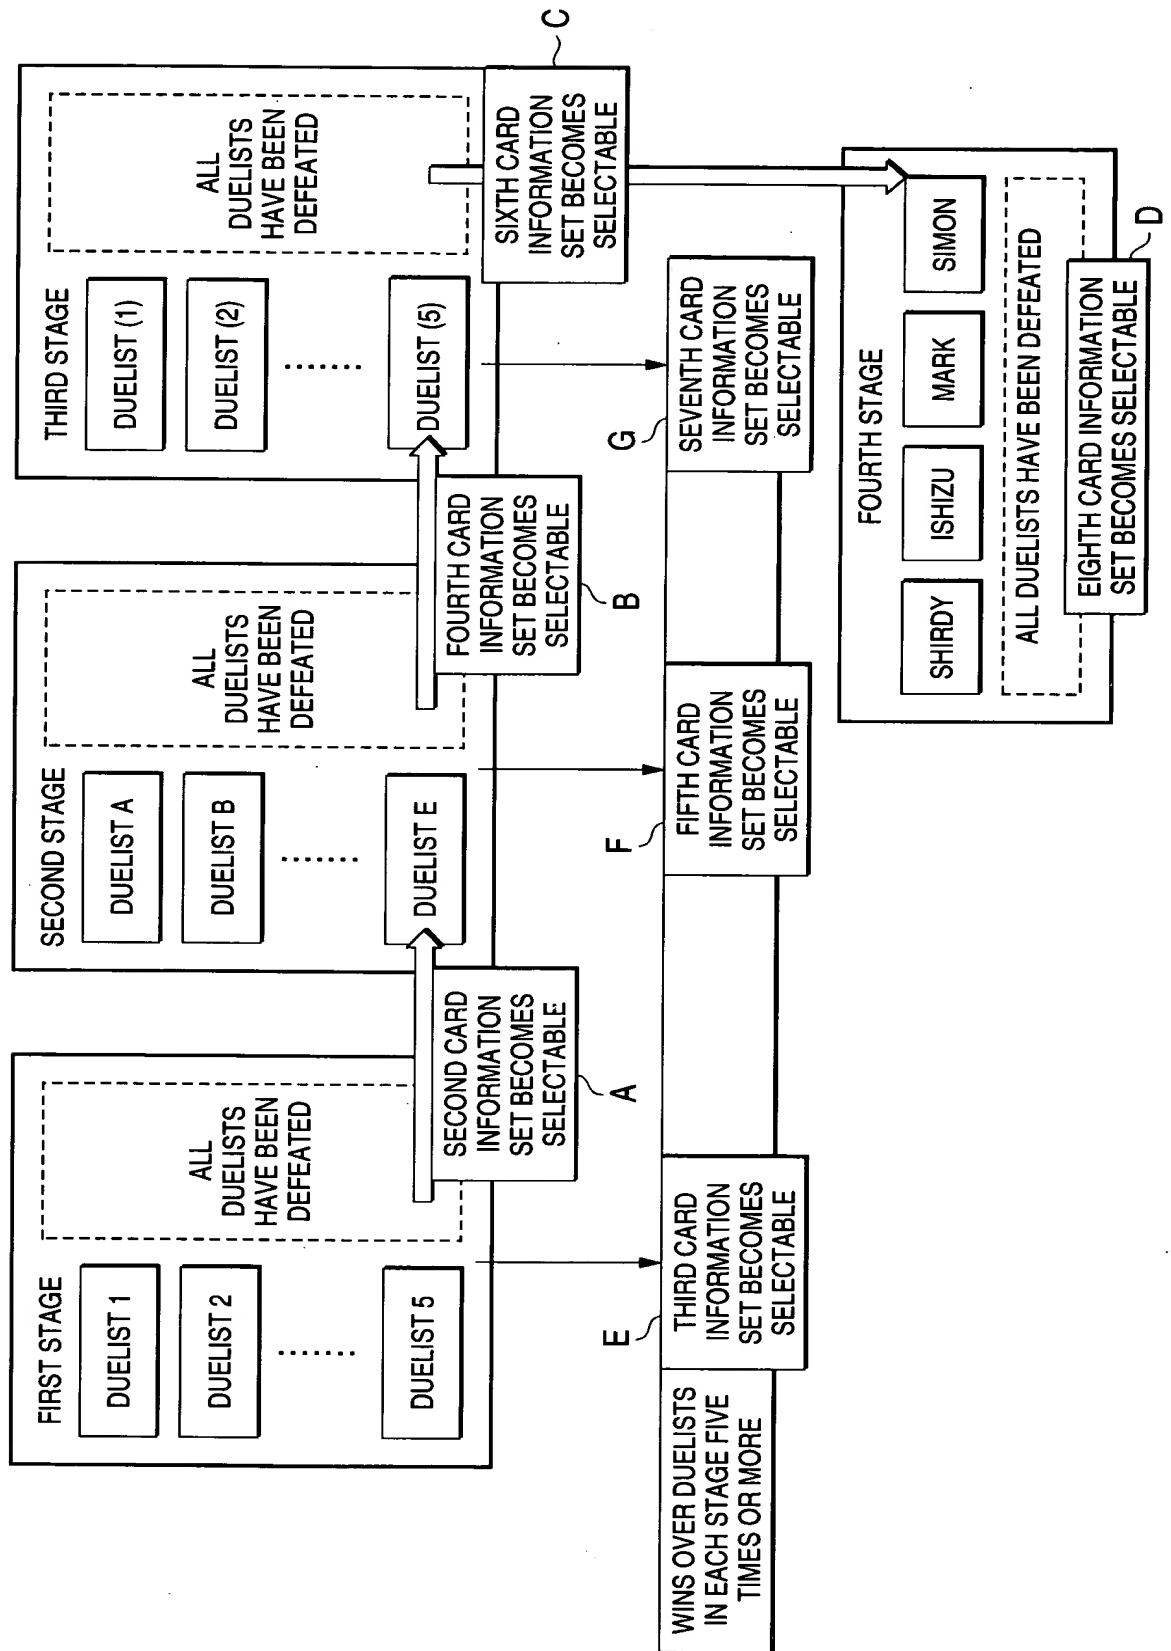 FIRST STAGE
DUELIST 1
DUELIST 2
........
DUELIST 5
ALL
DUELISTS
HAVE BEEN
DEFEATED
SECOND CARD
INFORMATION
SET BECOMES
SELECTABLE
A
SECOND STAGE
DUELIST A
DUELIST B
........
DUELIST E
ALL
DUELISTS
HAVE BEEN
DEFEATED
FOURTH CARD
INFORMATION
SET BECOMES
SELECTABLE
B
THIRD STAGE
DUELIST (1)
DUELIST (2)
........
DUELIST (5)
ALL
DUELISTS
HAVE BEEN
DEFEATED
SIXTH CARD
INFORMATION
SET BECOMES
SELECTABLE
C
WINS OVER DUELISTS
IN EACH STAGE FIVE
TIMES OR MORE
E
THIRD CARD
INFORMATION
SET BECOMES
SELECTABLE
F
FIFTH CARD
INFORMATION
SET BECOMES
SELECTABLE
G
SEVENTH CARD
INFORMATION
SET BECOMES
SELECTABLE
FOURTH STAGE
SHIRDY
ISHIZU
MARK
SIMON
ALL DUELISTS HAVE BEEN DEFEATED
EIGHTH CARD INFORMATION
SET BECOMES SELECTABLE
D